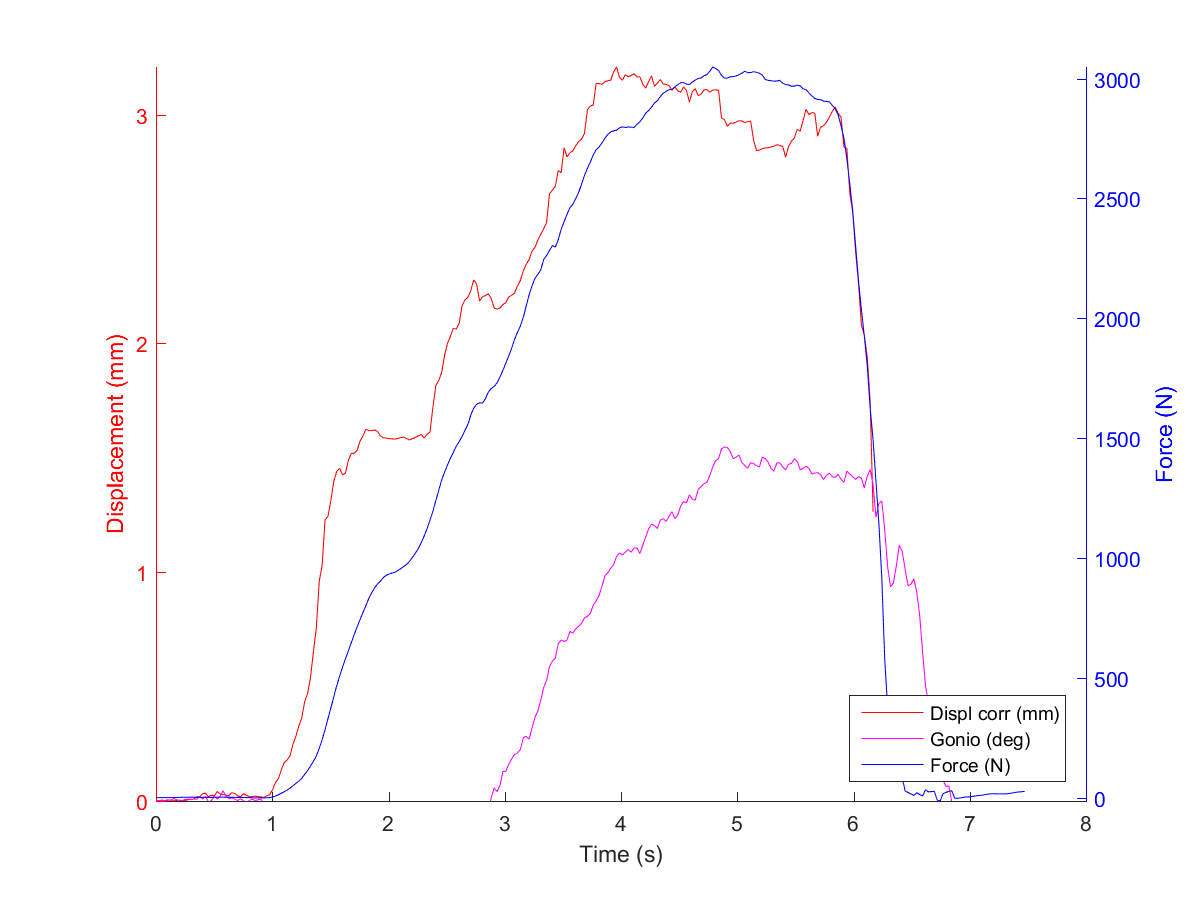 Displacement (mm)
3
2
1
0
3000
2500
2000
1500
1000
500
0
Force (N)
Displ corr (mm)
Gonio (deg)
Force (N)
0 1 2 3 4 5 6 7 8
Time (s)